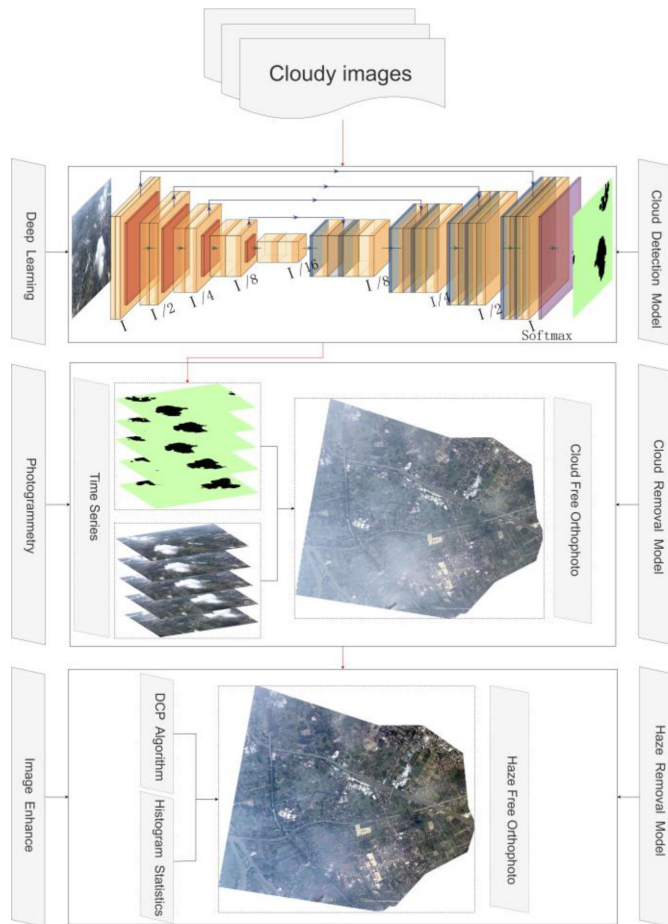 Cloudy images
Deep Learning
I
I/2
I/4
I/8
I/16
I/8
I/4
I/2
I
Softmax
Cloud Detection Model
Photogrammetry
Time Series
Cloud Free Orthophoto
Cloud Removal Model
Image Enhance
DCP Algorithm
Histogram Statistics
Haze Free Orthophoto
Haze Removal Model